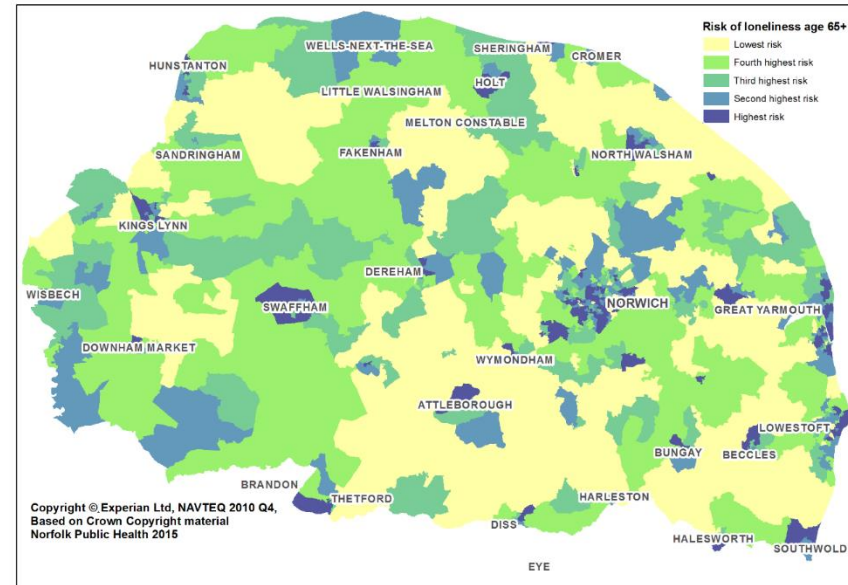 Risk of loneliness age 65+
Lowest risk
Fourth highest risk
Third highest risk
Second highest risk
Highest risk
WELLS-NEXT-THE-SEA
SHERINGHAM
CROMER
HUNSTANTON
HOLT
LITTLE WALSINGHAM
MELTON CONSTABLE
SANDRINGHAM
FAKENHAM
NORTH WALSHAM
KINGS LYNN
DEREHAM
WISBECH
SWAFFHAM
NORWICH
GREAT YARMOUTH
DOWNHAM MARKET
WYMONDHAM
ATTLEBOROUGH
LOWESTOFT
BUNGAY
BECCLES
BRANDON
THETFORD
HARLESTON
DISS
HALESWORTH
SOUTHWOLD
EYE
Copyright © Experian Ltd, NAVTEQ 2010 Q4,
Based on Crown Copyright material
Norfolk Public Health 2015